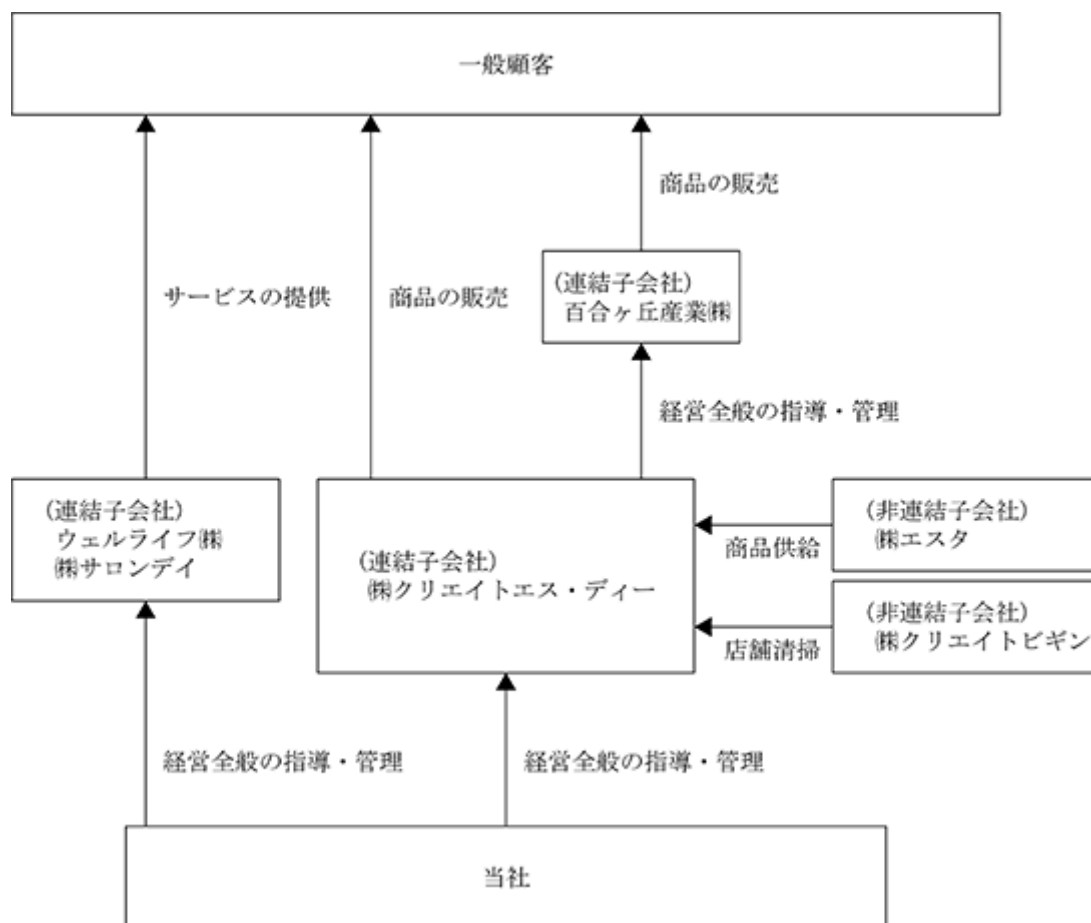 一般顧客
商品の販売
(連結子会社)
百合ヶ丘産業㈱
サービスの提供
商品の販売
経営全般の指導・管理
(連結子会社)
ウェルライフ㈱
㈱サロンデイ
(連結子会社)
㈱クリエイトエス・ディー
(非連結子会社)
㈱エスタ
商品供給
(非連結子会社)
㈱クリエイトビギン
店舗清掃
経営全般の指導・管理
経営全般の指導・管理
当社